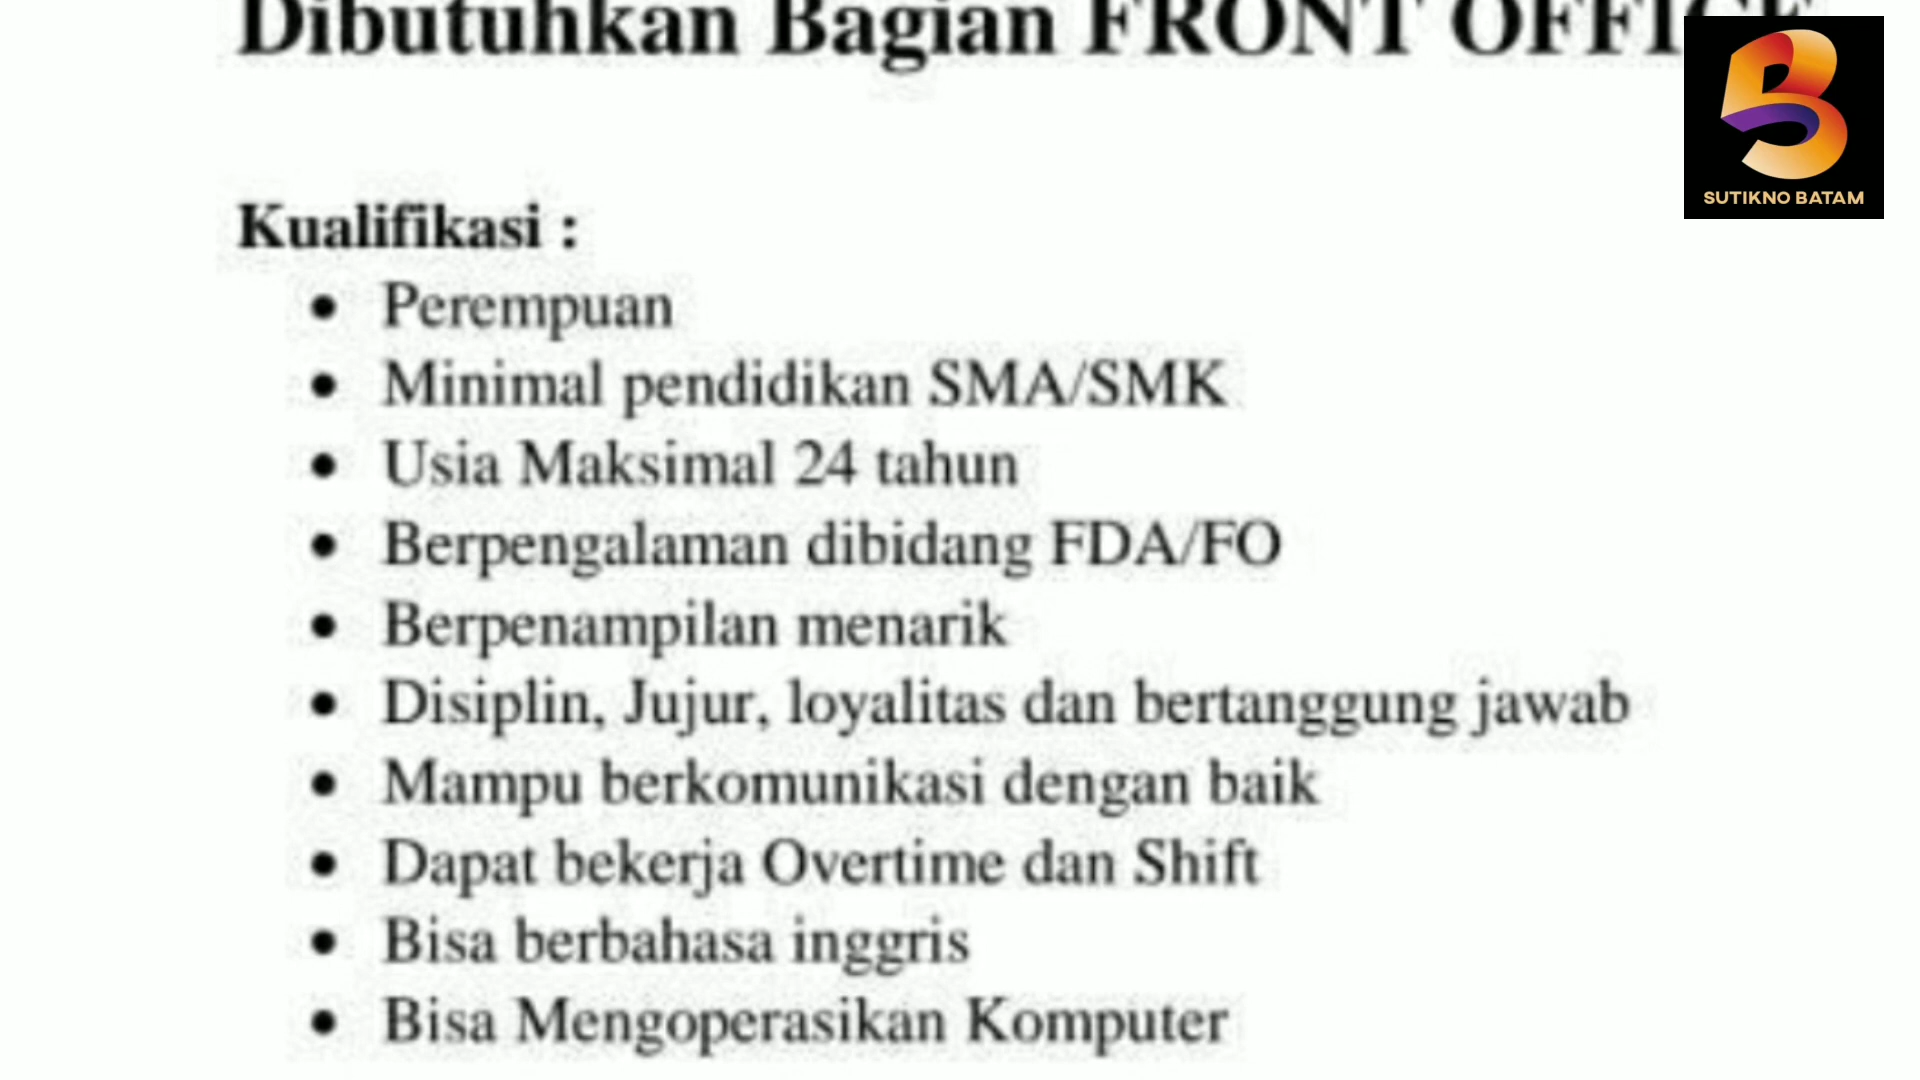 Dibutuhkan Bagian FRONT OFFICE
SUTIKNO BATAM
Kualifikasi :
• Perempuan
• Minimal pendidikan SMA/SMK
• Usia Maksimal 24 tahun
• Berpengalaman dibidang FDA/FO
• Berpenampilan menarik
• Disiplin, Jujur, loyalitas dan bertanggung jawab
• Mampu berkomunikasi dengan baik
• Dapat bekerja Overtime dan Shift
• Bisa berbahasa inggris
• Bisa Mengoperasikan Komputer